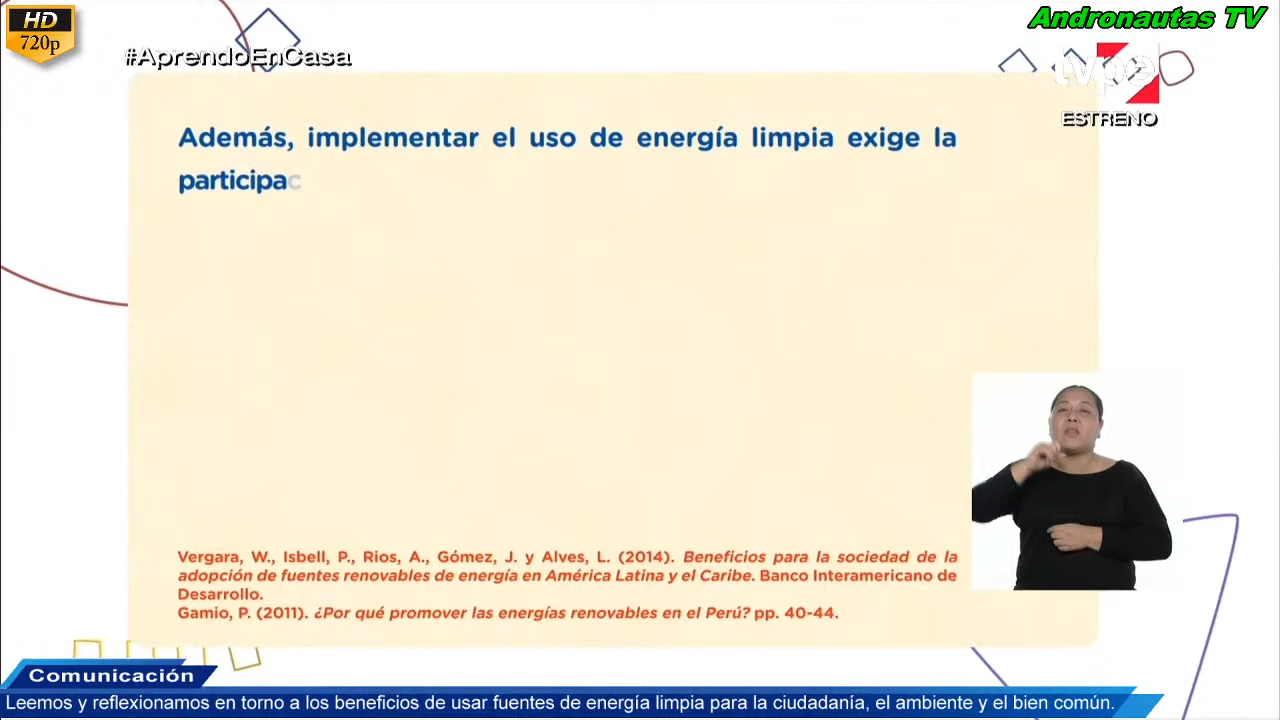 HD
720p
#AprendoEnCasa
Andronautas TV
tvpe
ESTRENO
Además, implementar el uso de energía limpia exige la
participac
Vergara, W., Isbell, P., Rios, A., Gómez, J. y Alves, L. (2014). Beneficios para la sociedad de la
adopción de fuentes renovables de energía en América Latina y el Caribe. Banco Interamericano de
Desarrollo.
Gamio, P. (2011). ¿Por qué promover las energías renovables en el Perú? pp. 40-44.
Comunicación
Leemos y reflexionamos en torno a los beneficios de usar fuentes de energía limpia para la ciudadanía, el ambiente y el bien común.